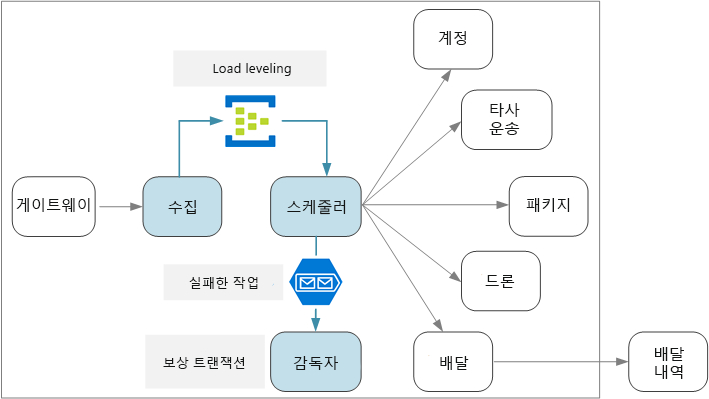 계정
Load leveling
타사
운송
게이트웨이
수집
스케줄러
패키지
실패한 작업
드론
보상 트랜잭션
감독자
배달
배달
내역